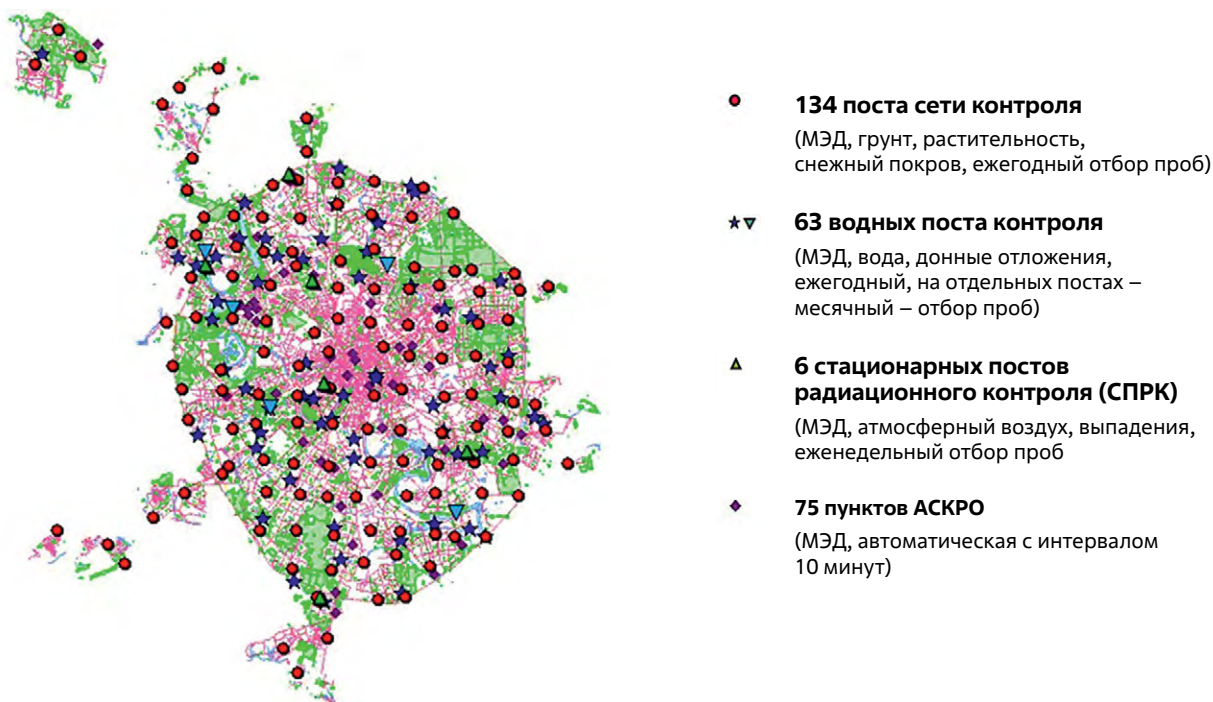 134 поста сети контроля
(МЭД, грунт, растительность,
снежный покров, ежегодный отбор проб)
63 водных поста контроля
(МЭД, вода, донные отложения,
ежегодный, на отдельных постах –
месячный – отбор проб)
6 стационарных постов
радиационного контроля (СПРК)
(МЭД, атмосферный воздух, выпадения,
еженедельный отбор проб
75 пунктов АСКРО
(МЭД, автоматическая с интервалом
10 минут)